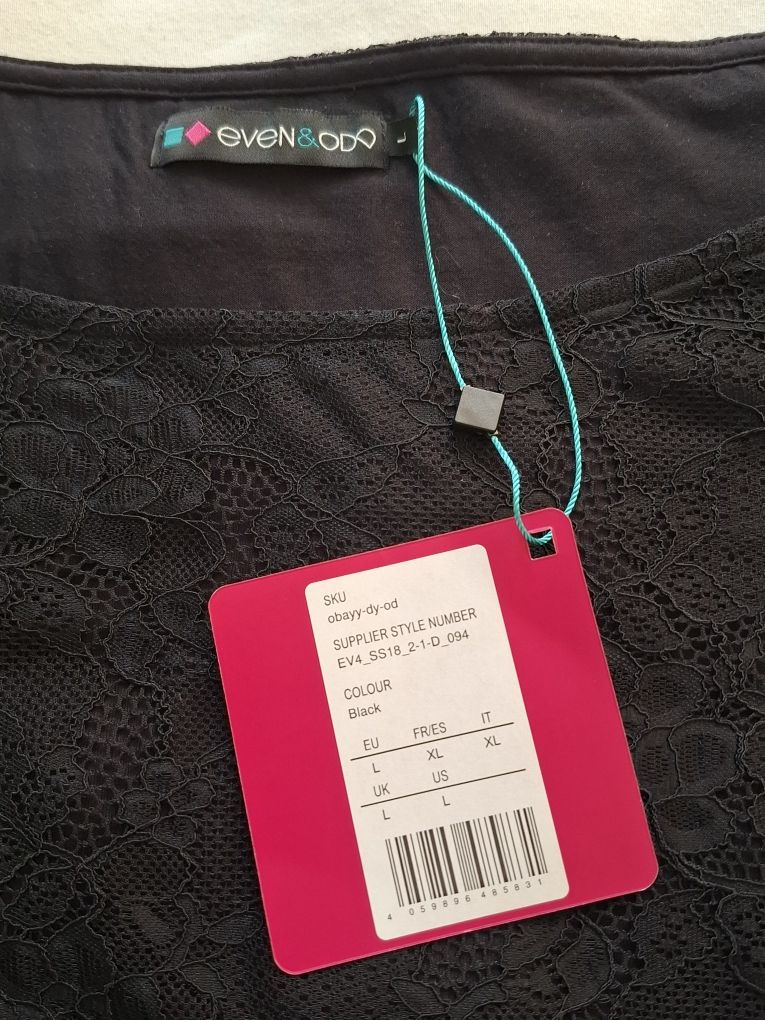 EVEN&ODD
L
SKU
obayy-dy-od
SUPPLIER STYLE NUMBER
EV4_SS18_2-1-D_094
COLOUR
Black
EU FR/ES IT
L XL XL
UK US
L L
4 059896 485831